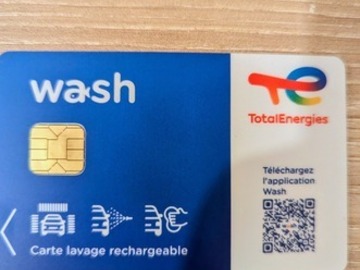 wash
TotalEnergies
Téléchargez
l'application
Wash
Carte lavage rechargeable